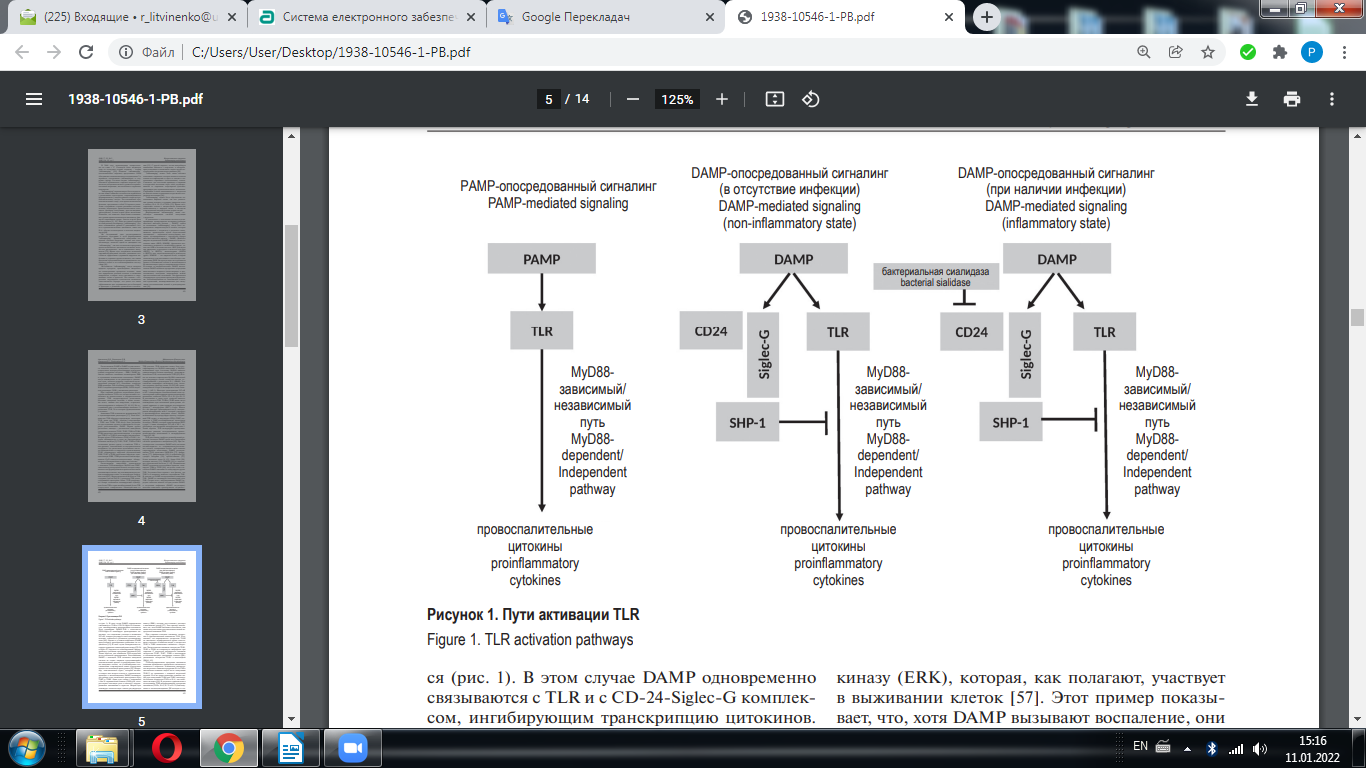 (225) Входящие • r_litvinenko@u
Система електронного забезпеч
Google Перекладач
1938-10546-1-PB.pdf
Файл
C:/Users/User/Desktop/1938-10546-1-PB.pdf
P
1938-10546-1-PB.pdf
5 / 14
125%
3
4
5
PAMP-опосредованный сигналинг
PAMP-mediated signaling
DAMP-опосредованный сигналинг
(в отсутствие инфекции)
DAMP-mediated signaling
(non-inflammatory state)
DAMP-опосредованный сигналинг
(при наличии инфекции)
DAMP-mediated signaling
(inflammatory state)
PAMP
TLR
MyD88-
зависимый/
независимый
путь
MyD88-
dependent/
Independent
pathway
провоспалительные
цитокины
proinflammatory
cytokines
DAMP
CD24
Siglec-G
TLR
SHP-1
MyD88-
зависимый/
независимый
путь
MyD88-
dependent/
Independent
pathway
провоспалительные
цитокины
proinflammatory
cytokines
бактериальная сиалидаза
bacterial sialidase
DAMP
CD24
Siglec-G
TLR
SHP-1
MyD88-
зависимый/
независимый
путь
MyD88-
dependent/
Independent
pathway
провоспалительные
цитокины
proinflammatory
cytokines
Рисунок 1. Пути активации TLR
Figure 1. TLR activation pathways
ся (рис. 1). В этом случае DAMP одновременно
связываются с TLR и с CD-24-Siglec-G комплек-
сом, ингибирующим транскрипцию цитокинов.
киназу (ERK), которая, как полагают, участвует
в выживании клеток [57]. Этот пример показы-
вает, что, хотя DAMP вызывают воспаление, они
EN
15:16
11.01.2022